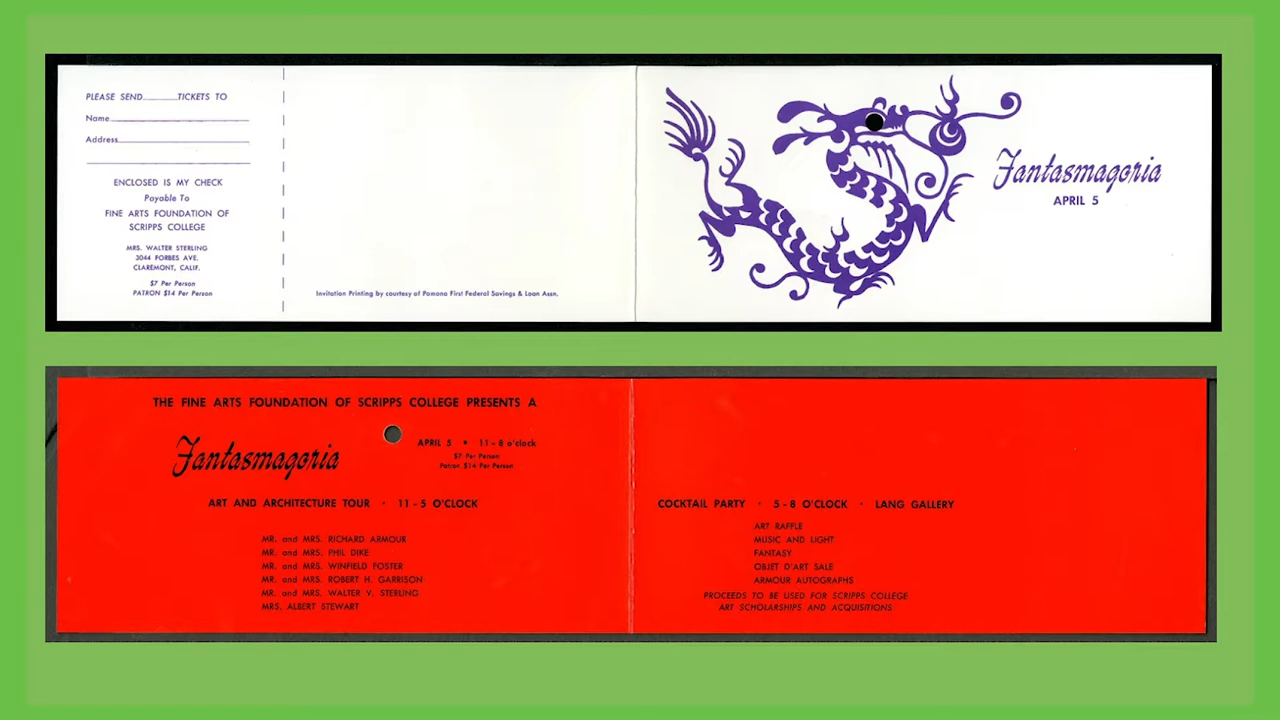 PLEASE SEND_______TICKETS TO
Name
Address
ENCLOSED IS MY CHECK
Payable To
FINE ARTS FOUNDATION OF
SCRIPPS COLLEGE
MRS. WALTER STERLING
3044 FORBES AVE.
CLAREMONT, CALIF.
$7 Per Person
PATRON $14 Per Person
Invitation Printing by courtesy of Pomona First Federal Savings & Loan Assn.
Fantasmagoria
APRIL 5
THE FINE ARTS FOUNDATION OF SCRIPPS COLLEGE PRESENTS A
Fantasmagoria
APRIL 5 • 11 - 8 o'clock
$7 Per Person
Patron $14 Per Person
ART AND ARCHITECTURE TOUR • 11 - 5 O'CLOCK
MR. and MRS. RICHARD ARMOUR
MR. and MRS. PHIL DIKE
MR. and MRS. WINFIELD FOSTER
MR. and MRS. ROBERT H. GARRISON
MR. and MRS. WALTER V. STERLING
MRS. ALBERT STEWART
COCKTAIL PARTY • 5 - 8 O'CLOCK • LANG GALLERY
ART RAFFLE
MUSIC AND LIGHT
FANTASY
OBJET D'ART SALE
ARMOUR AUTOGRAPHS
PROCEEDS TO BE USED FOR SCRIPPS COLLEGE
ART SCHOLARSHIPS AND ACQUISITIONS